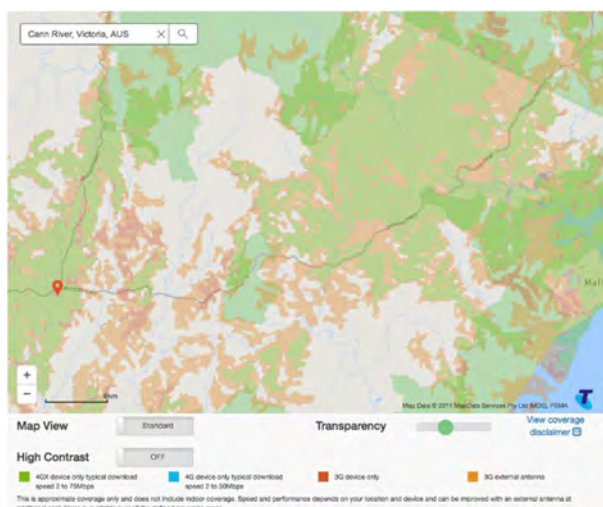 Cann River, Victoria, AUS
+
−
4km
Map Data © 2011 MapData Services Pty Ltd (MDS), PSMA
Map View
Standard
Transparency
View coverage
disclaimer
High Contrast
OFF
4GX device only typical download
speed 2 to 75Mbps
4G device only typical download
speed 2 to 50Mbps
3G device only
3G external antenna
This is approximate coverage only and does not include indoor coverage. Speed and performance depends on your location and device and can be improved with an external antenna at